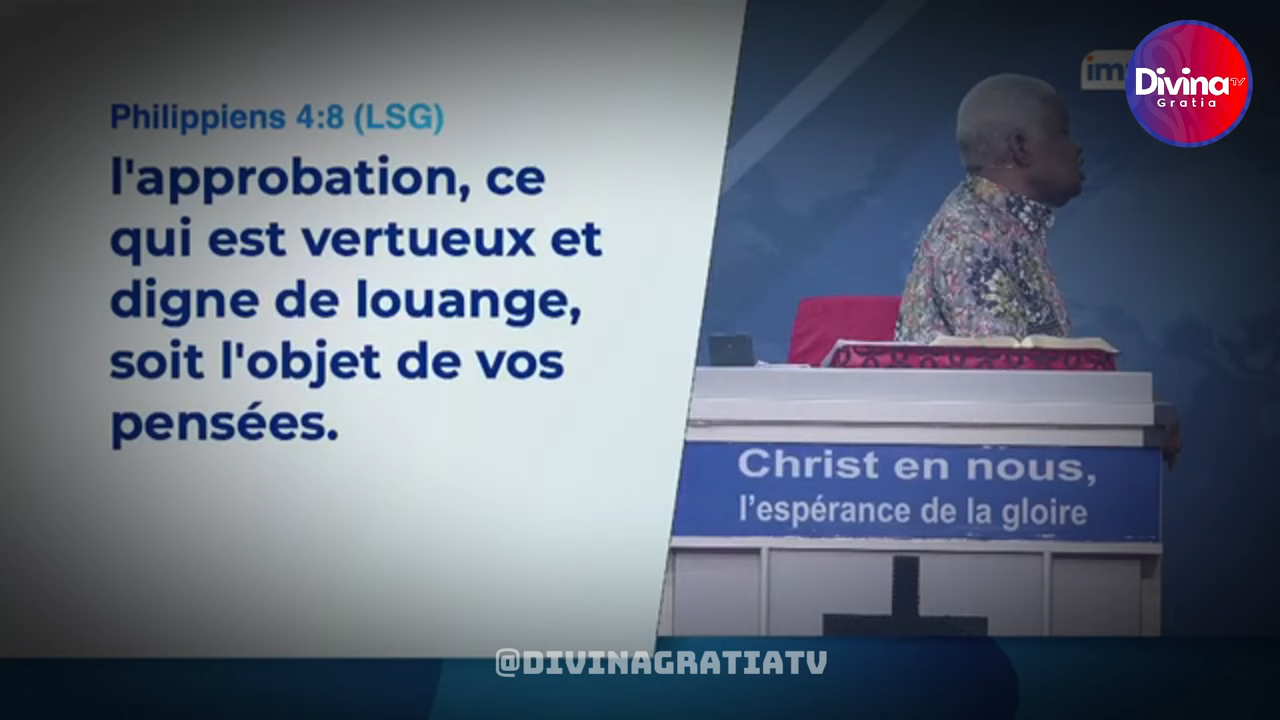 Philippiens 4:8 (LSG)
l'approbation, ce
qui est vertueux et
digne de louange,
soit l'objet de vos
pensées.
Divina TV
Gratia
Christ en nous,
l'espérance de la gloire
@DIVINAGRATIATV